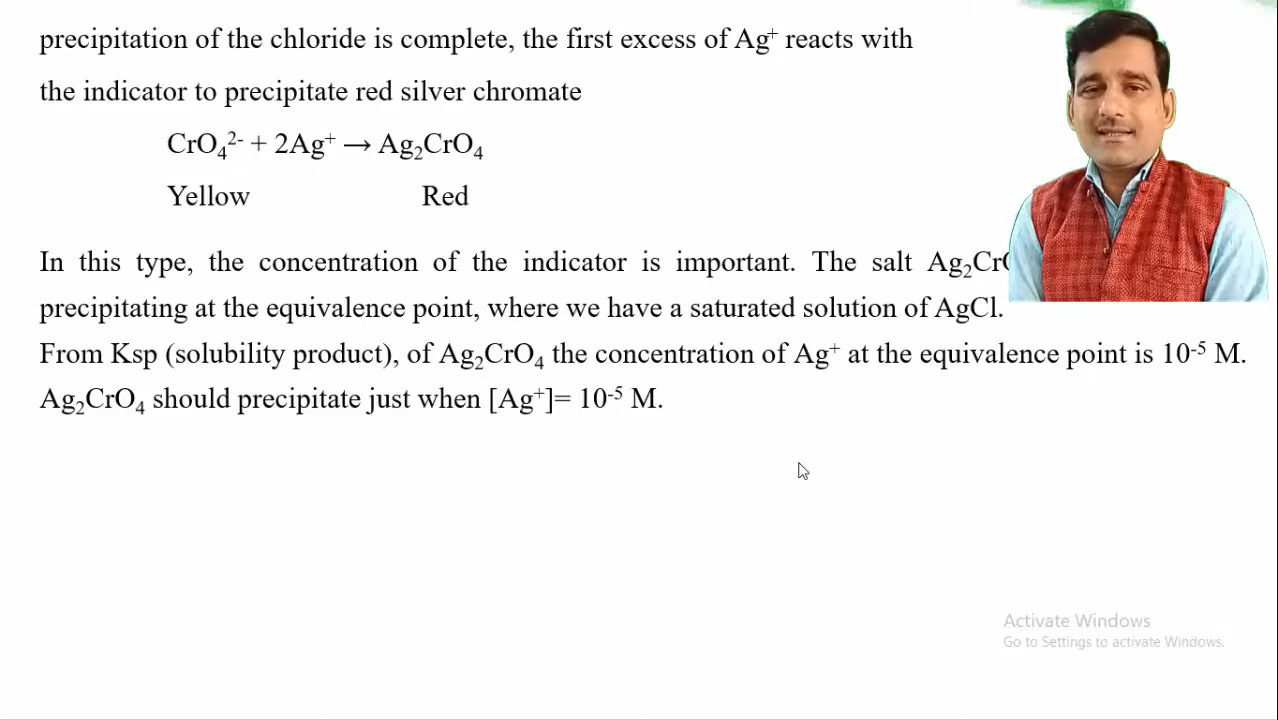 precipitation of the chloride is complete, the first excess of Ag⁺ reacts with
the indicator to precipitate red silver chromate
CrO₄²⁻ + 2Ag⁺ → Ag₂CrO₄
Yellow Red
In this type, the concentration of the indicator is important. The salt
precipitating at the equivalence point, where we have a saturated solution of AgCl.
From Ksp (solubility product), of Ag₂CrO₄ the concentration of Ag⁺ at the equivalence point is 10⁻⁵ M.
Ag₂CrO₄ should precipitate just when [Ag⁺]= 10⁻⁵ M.
Activate Windows
Go to Settings to activate Windows.